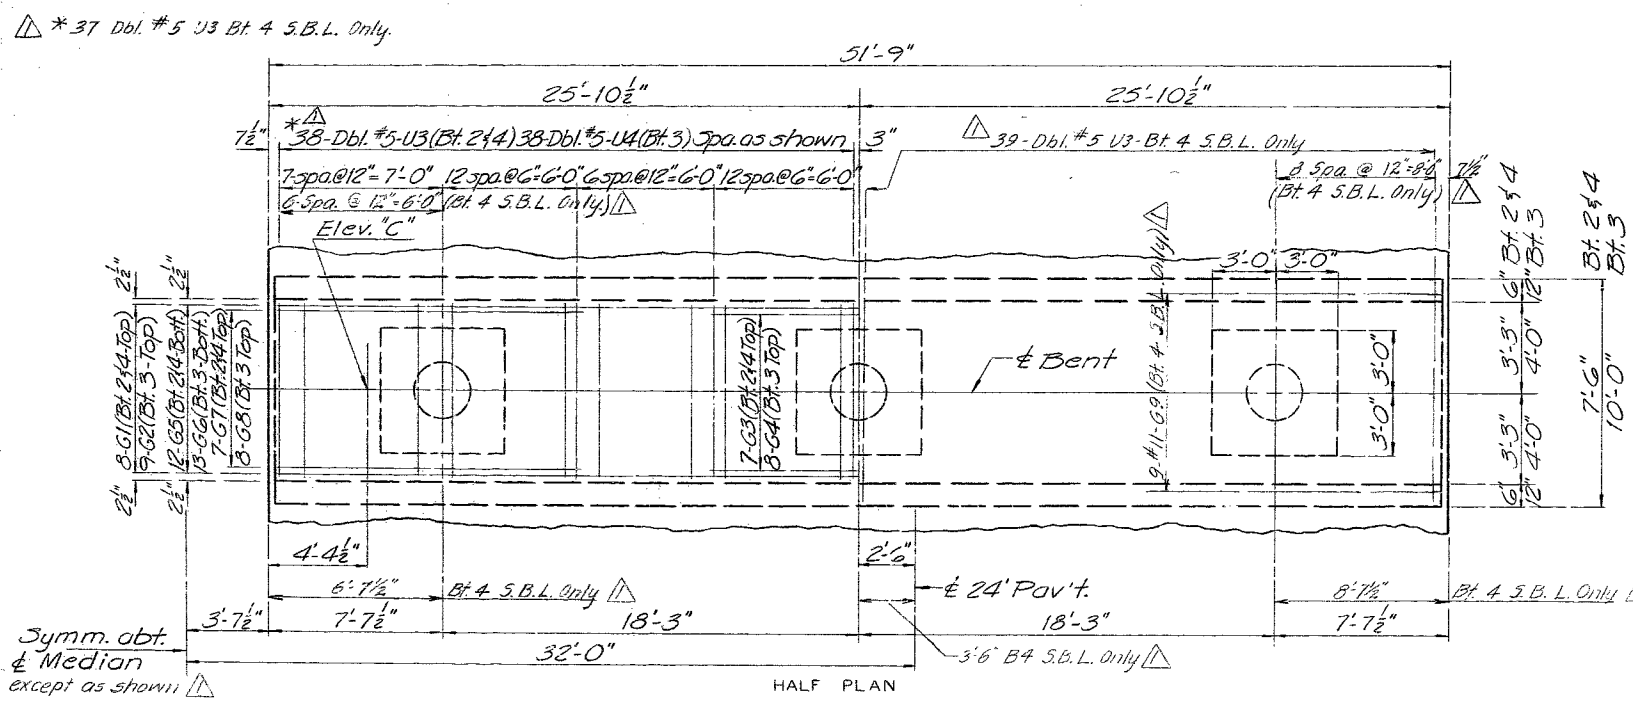 * 37 Dbl. #5 U3 Bt. 4 S.B.L. Only.
51'-9"
25'-10½"
25'-10½"
7½"
*
38-Dbl. #5-U3(Bt. 2&4) 38-Dbl. #5-U4(Bt.3) Spa. as shown
3"
39-Dbl. #5 U3-Bt. 4 S.B.L. Only
7-spa@12"=7'-0"
12spa.@6"=6'-0"
6spa@12"=6'-0"
12spa.@6"=6'-0"
8 Spa. @ 12"=8'-0"
7½"
6-Spa. @ 12"=6'-0" (Bt. 4 S.B.L. Only)
(Bt. 4 S.B.L. Only)
Elev. "C"
2½"
2½"
8-G1(Bt.2&4-Top)
9-G2(Bt.3-Top)
12-G5(Bt.2&4-Bott.)
13-G6(Bt.3-Bott.)
7-G7(Bt.2&4Top)
8-G8(Bt.3 Top)
2½"
2½"
7-G3(Bt.2&4Top)
8-G4(Bt.3 Top)
9-#11-G9(Bt. 4-S.B.L. Only)
3'-0"
3'-0"
3'-0"
3'-0"
₵ Bent
6" Bt. 2&4
12" Bt. 3
3'-3"
4'-0"
3'-3"
4'-0"
6"
12"
Bt. 2&4
Bt. 3
7'-6"
10'-0"
4'-4½"
2'-6"
6'-7½"
Bt. 4 S.B.L. Only
₵ 24' Pav't.
8'-7½"
Bt. 4 S.B.L. Only
3'-7½"
7'-7½"
18'-3"
18'-3"
7'-7½"
Symm. abt.
₵ Median
except as shown
32'-0"
3'-6" B4 S.B.L. Only
HALF PLAN